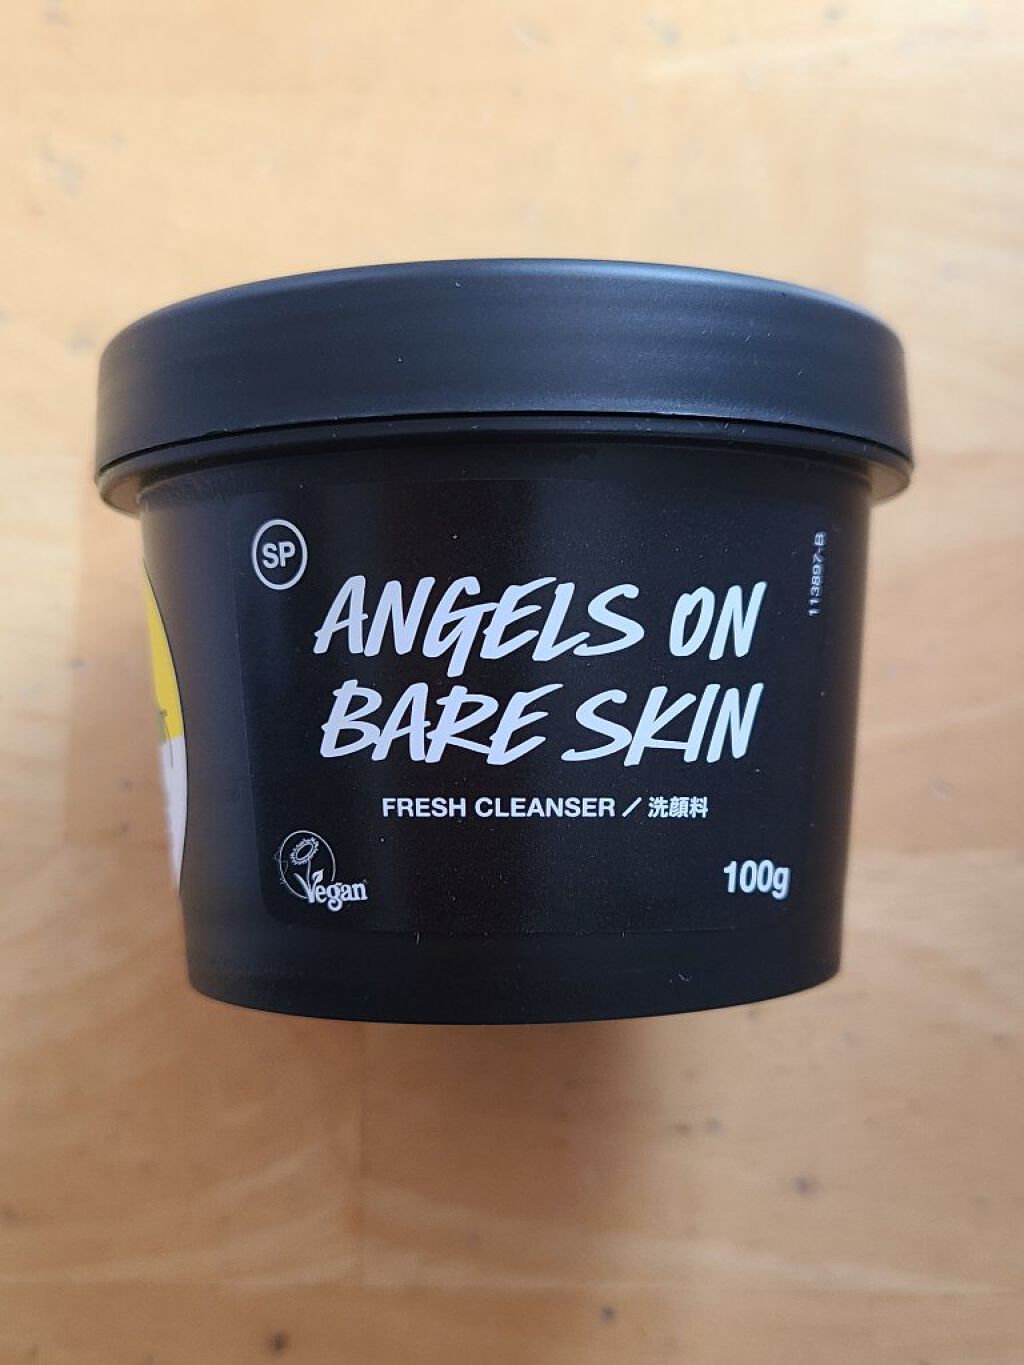 SP
113897-B
ANGELS ON
BARE SKIN
FRESH CLEANSER / 洗顔料
Vegan
100g